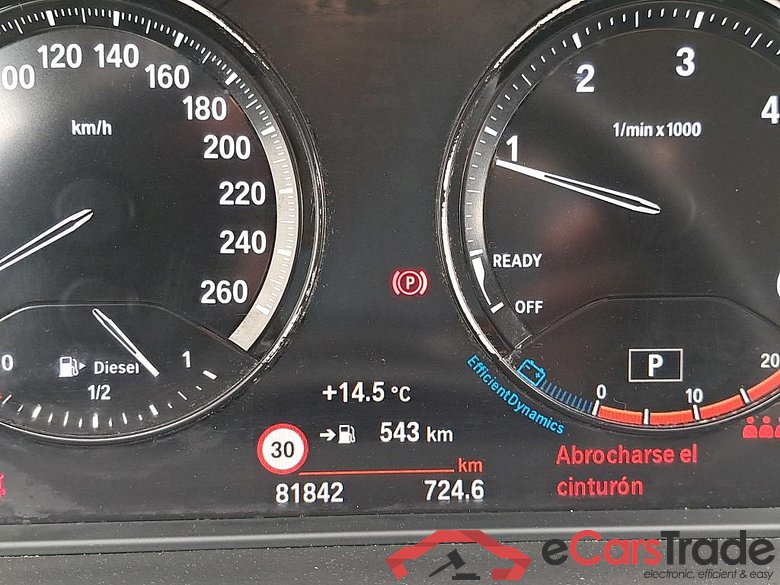 00 120 140
160
180
200
220
240
260
km/h
0 1
Diesel
1/2
+14.5 °C
30
543 km
km
81842 724.6
P
1
2
3
4
1/min x1000
READY
OFF
P
0 10 20
EfficientDynamics
Abrocharse el
cinturón
eCarsTrade
electronic, efficient & easy